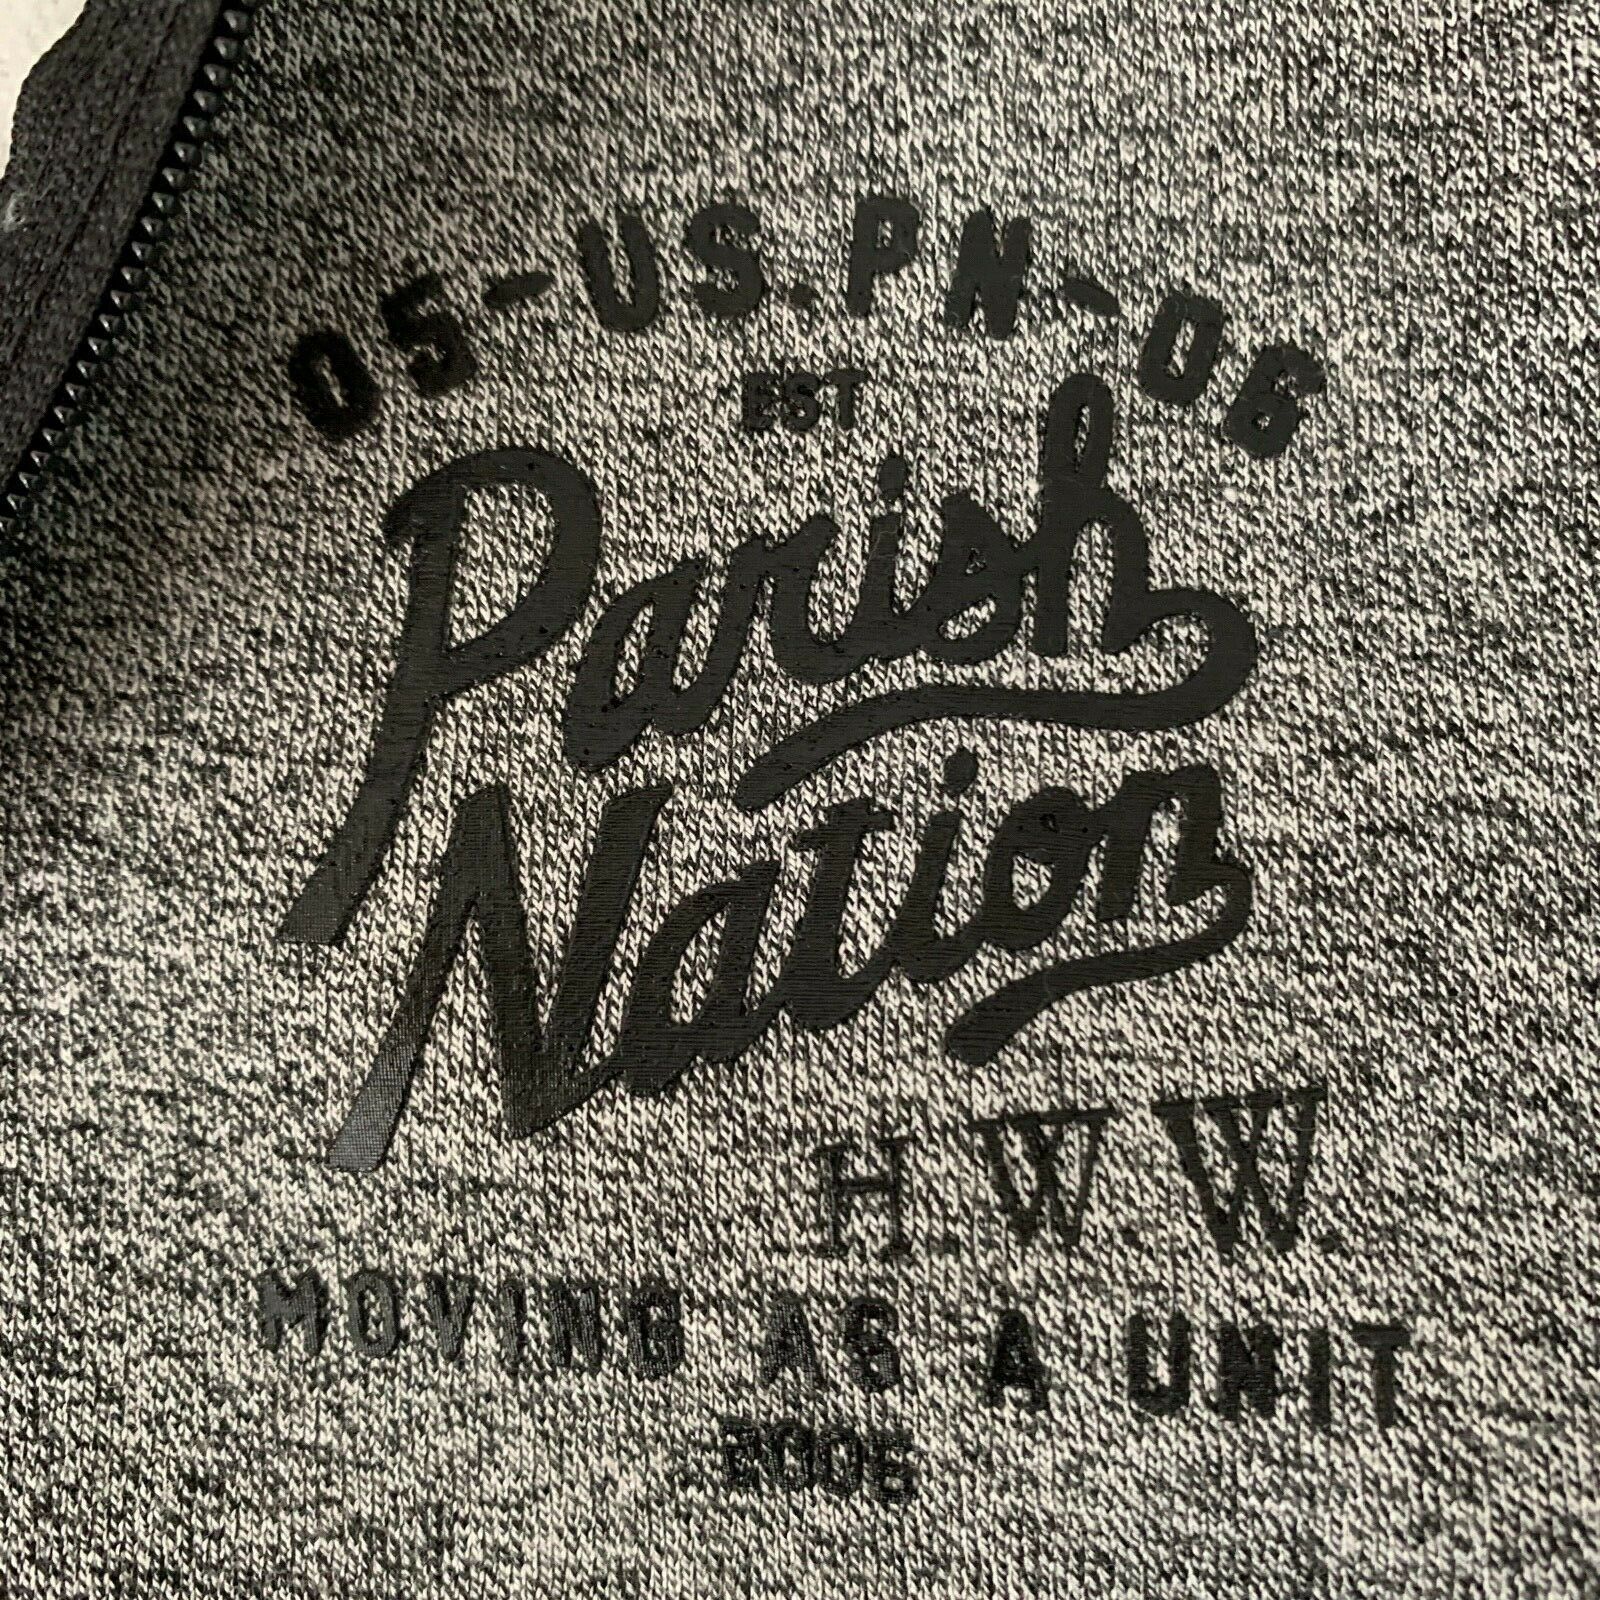 05-US.PN-06
EST
Parish
Nation
H.W.W.
MOVING AS A UNIT
2006